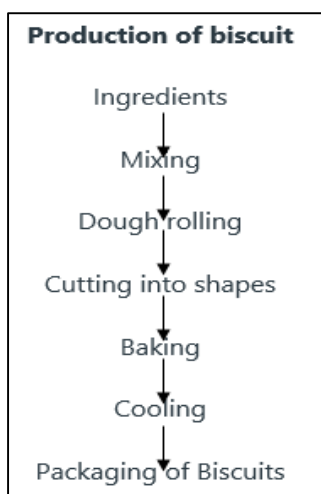 Production of biscuit
Ingredients
Mixing
Dough rolling
Cutting into shapes
Baking
Cooling
Packaging of Biscuits